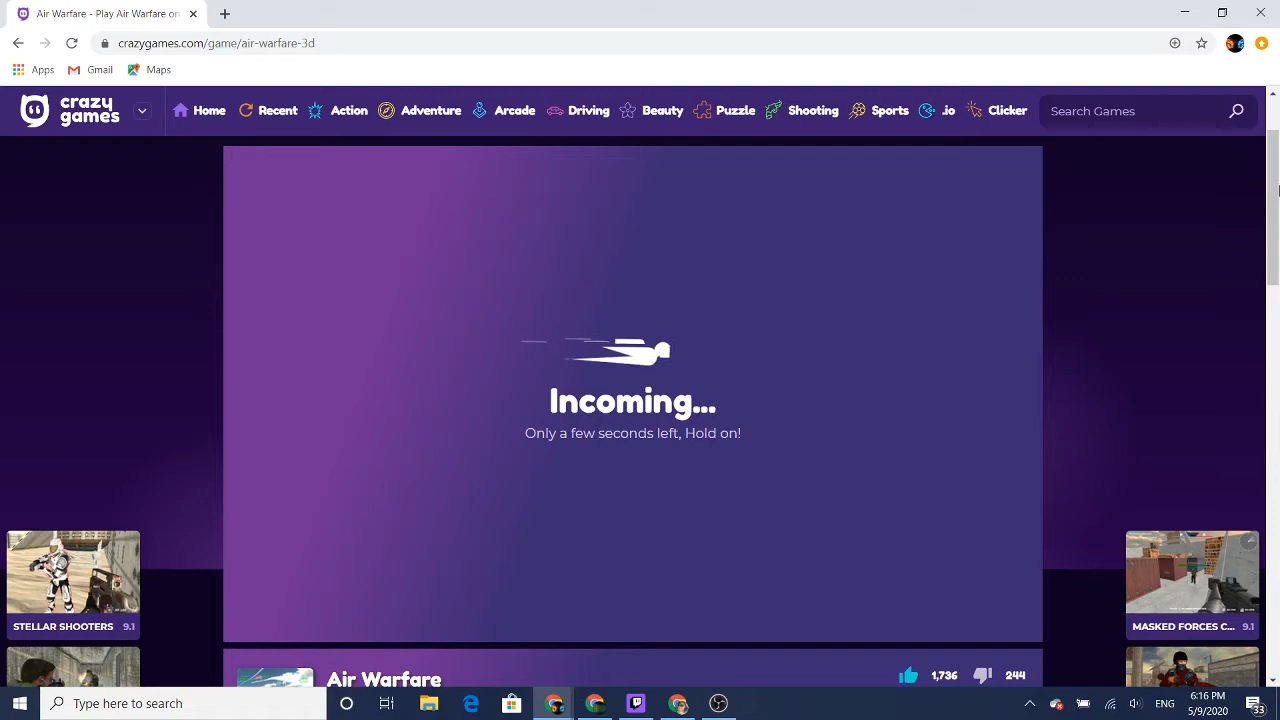 Air Warfare - Play Air Warfare on
crazygames.com/game/air-warfare-3d
Apps Gmail Maps
crazy games Home Recent Action Adventure Arcade Driving Beauty Puzzle Shooting Sports .io Clicker Search Games
Incoming...
Only a few seconds left, Hold on!
STELLAR SHOOTERS 9.1
MASKED FORCES C... 9.1
Air Warfare 1,736 244
Type here to search
ENG
6:16 PM
5/9/2020
33